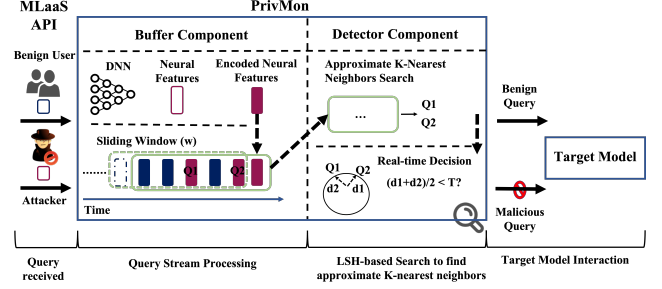 MLaaS
API
PrivMon
Buffer Component
Detector Component
Benign User
DNN
Neural
Features
Encoded Neural
Features
Approximate K-Nearest
Neighbors Search
...
Q1
Q2
Benign
Query
Sliding Window (w)
......
Q1
Q2
Time
Attacker
Real-time Decision
Q1
Q2
d2
d1
(d1+d2)/2 < T?
Target Model
Malicious
Query
Query
received
Query Stream Processing
LSH-based Search to find
approximate K-nearest neighbors
Target Model Interaction